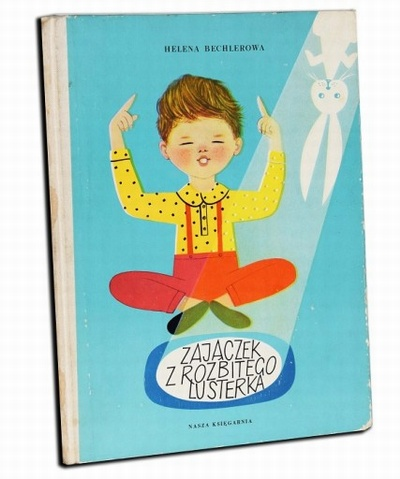 HELENA BECHLEROWA
ZAJĄCZEK
Z ROZBITEGO
LUSTERKA
NASZA KSIĘGARNIA